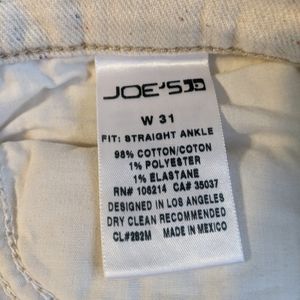 JOE'S
W 31
FIT: STRAIGHT ANKLE
98% COTTON/COTON
1% POLYESTER
1% ELASTANE
RN# 106214 CA# 35037
DESIGNED IN LOS ANGELES
DRY CLEAN RECOMMENDED
CL#282M MADE IN MEXICO